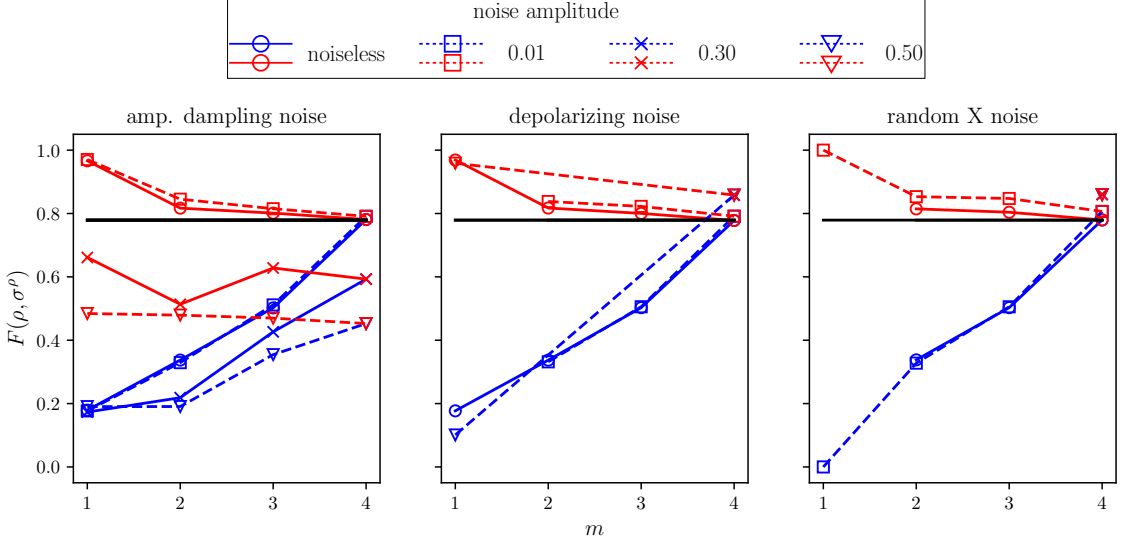 noise amplitude
noiseless 0.01 0.30 0.50
amp. dampling noise depolarizing noise random X noise
1.0
0.8
0.6
0.4
0.2
0.0
F(ρ, σ^ρ)
1 2 3 4 1 2 3 4 1 2 3 4
m